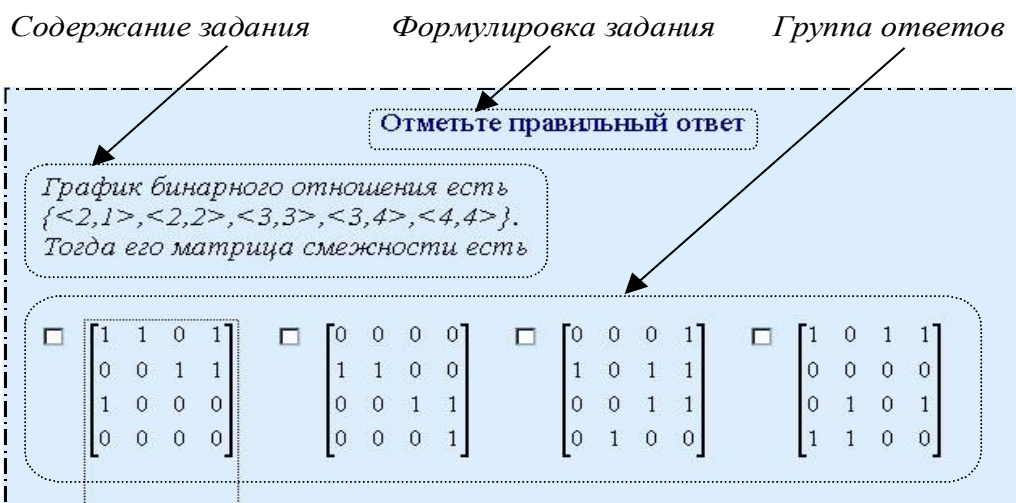 Содержание задания Формулировка задания Группа ответов
Отметьте правильный ответ
График бинарного отношения есть
{<2,1>,<2,2>,<3,3>,<3,4>,<4,4>}.
Тогда его матрица смежности есть
1 1 0 1 0 0 0 0 0 0 0 1 1 0 1 1
0 0 1 1 1 1 0 0 1 0 1 1 0 0 0 0
1 0 0 0 0 0 1 1 0 0 1 1 0 1 0 1
0 0 0 0 0 0 0 1 0 1 0 0 1 1 0 0